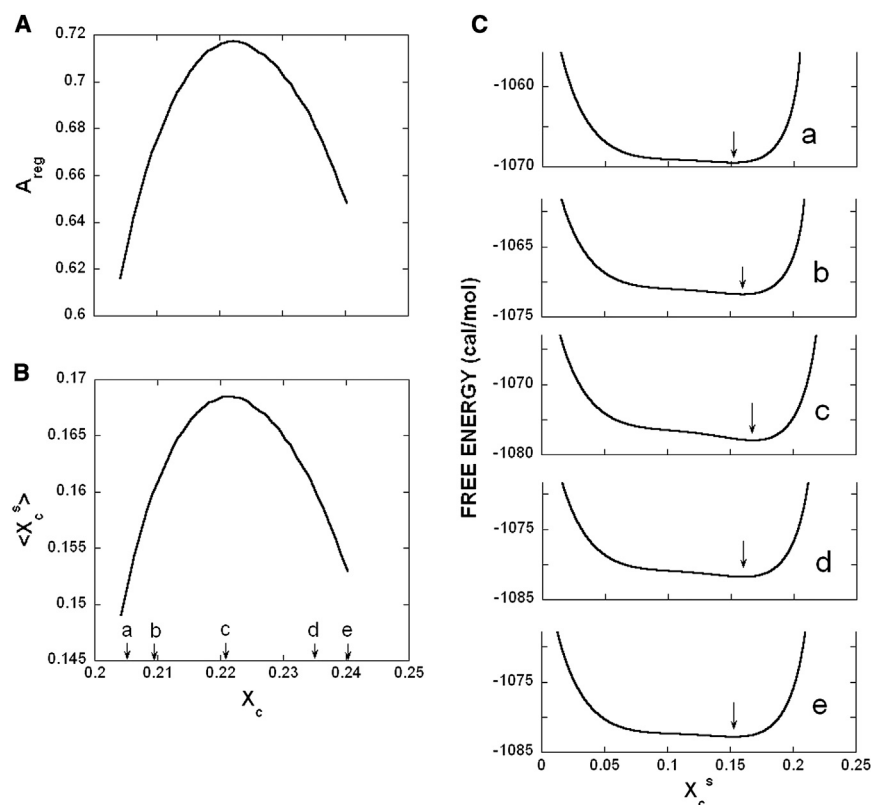 A
0.72
0.7
0.68
0.66
0.64
0.62
0.6
A_reg
B
0.17
0.165
0.16
0.155
0.15
0.145
<X_c^s>
a b c d e
0.2 0.21 0.22 0.23 0.24 0.25
X_c
C
FREE ENERGY (cal/mol)
-1060
-1070
a
-1065
-1075
b
-1070
-1080
c
-1075
-1085
d
-1075
-1085
e
0 0.05 0.1 0.15 0.2 0.25
X_c^s